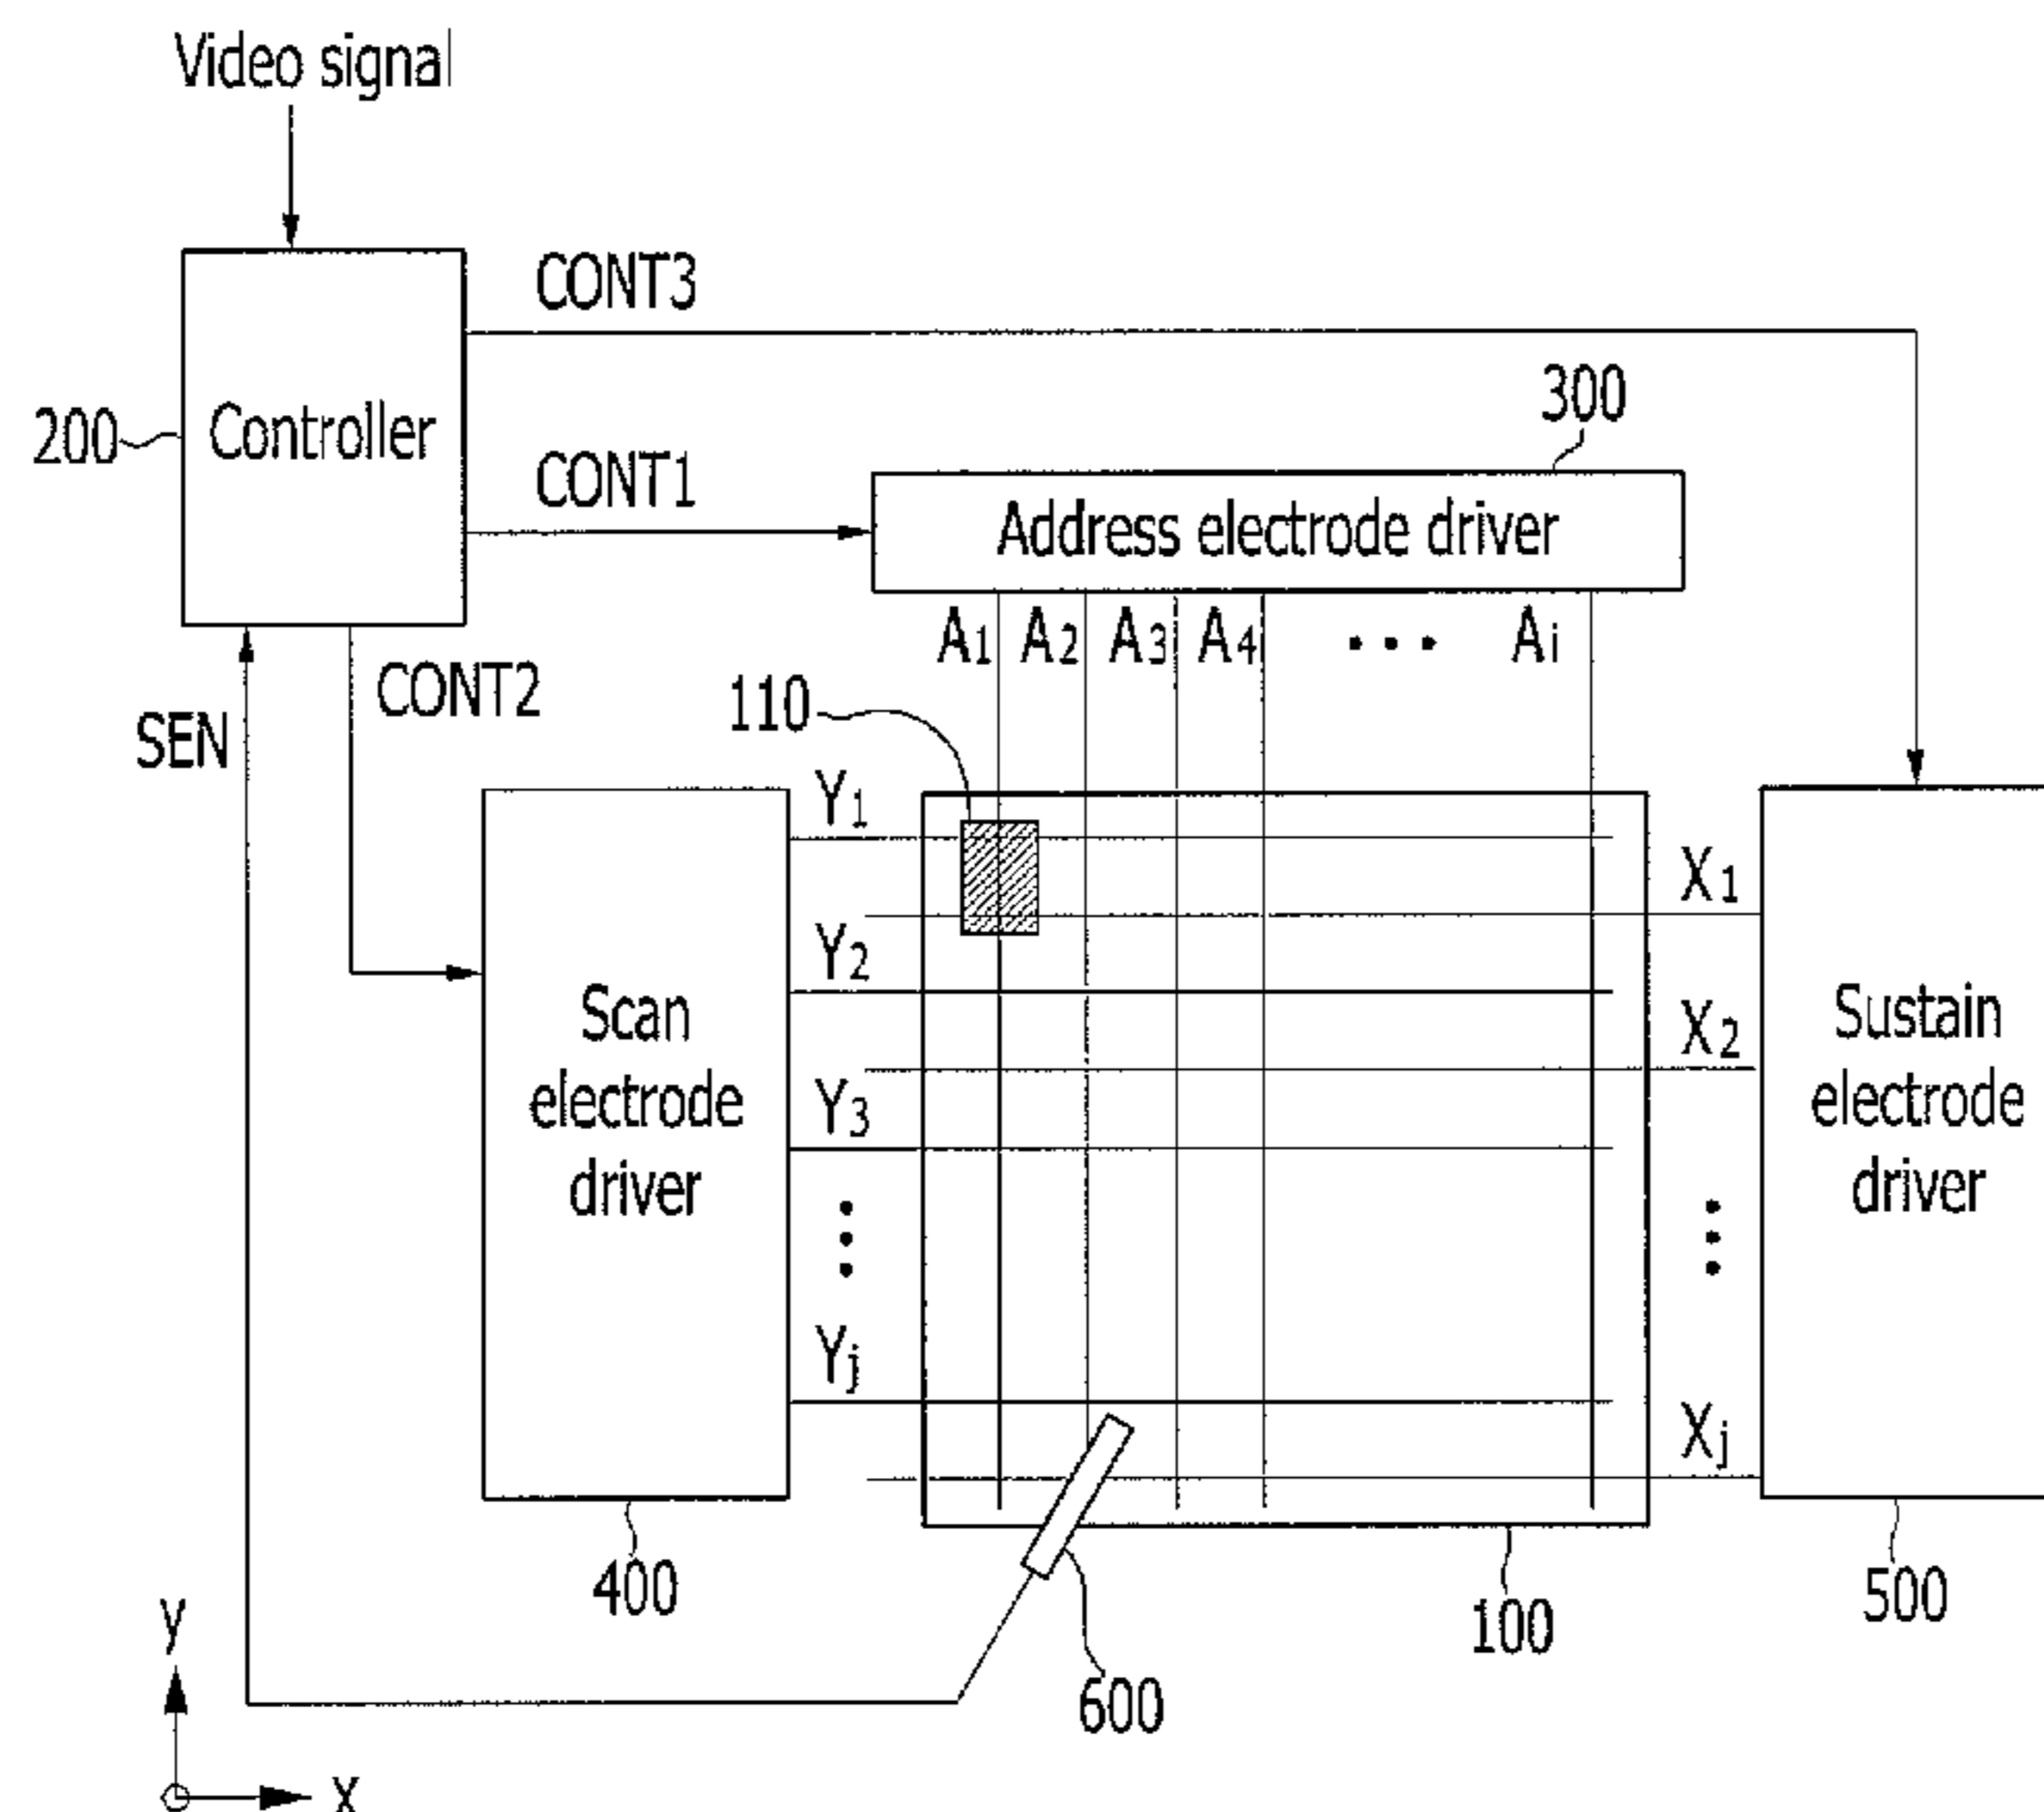 Video signal
CONT3
200
Controller
300
CONT1
Address electrode driver
A1 A2 A3 A4 ... Ai
CONT2
SEN
110
Y1
X1
Y2
X2
Scan
electrode
driver
Sustain
electrode
driver
Y3
Yj
Xj
400
100
500
600
y
x